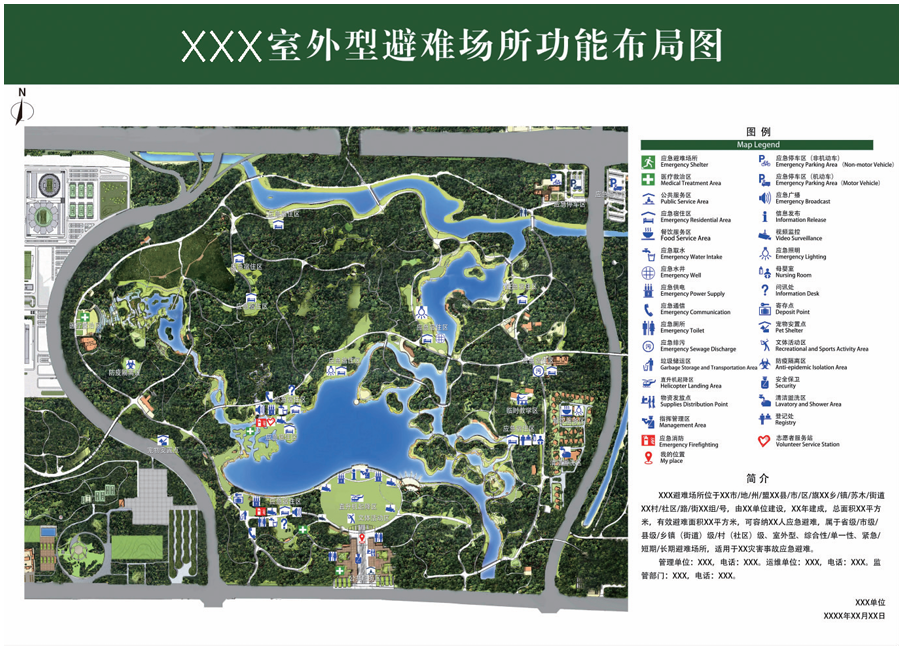 XXX室外型避难场所功能布局图
N
图 例
Map Legend
应急避难场所
Emergency Shelter
医疗救治区
Medical Treatment Area
公共服务区
Public Service Area
应急宿住区
Emergency Residential Area
餐饮服务区
Food Service Area
应急取水
Emergency Water Intake
应急水井
Emergency Well
应急供电
Emergency Power Supply
应急通信
Emergency Communication
应急厕所
Emergency Toilet
应急排污
Emergency Sewage Discharge
垃圾储运区
Garbage Storage and Transportation Area
直升机起降区
Helicopter Landing Area
物资发放点
Supplies Distribution Point
指挥管理区
Management Area
应急消防
Emergency Firefighting
我的位置
My place
应急停车区（非机动车）
Emergency Parking Area （Non-motor Vehicle）
应急停车区（机动车）
Emergency Parking Area （Motor Vehicle）
应急广播
Emergency Broadcast
信息发布
Information Release
视频监控
Video Surveillance
应急照明
Emergency Lighting
母婴室
Nursing Room
问讯处
Information Desk
寄存点
Deposit Point
宠物安置点
Pet Shelter
文体活动区
Recreational and Sports Activity Area
防疫隔离区
Anti-epidemic Isolation Area
安全保卫
Security
清洁盥洗区
Lavatory and Shower Area
登记处
Registry
志愿者服务站
Volunteer Service Station
应急停车区
防疫隔离区
临时教学区
简 介
XXX避难场所位于XX市/地/州/盟XX县/市/区/旗XX乡/镇/苏木/街道
XX村/社区/路/街XX组/号，由XX单位建设，XX年建成，总面积XX平方
米，有效避难面积XX平方米，可容纳XX人应急避难，属于省级/市级/
县级/乡镇（街道）级/村（社区）级、室外型、综合性/单一性、紧急/
短期/长期避难场所，适用于XX灾害事故应急避难。
管理单位：XXX，电话：XXX。运维单位：XXX，电话：XXX。监
管部门：XXX，电话：XXX。
XXX单位
XXXX年XX月XX日